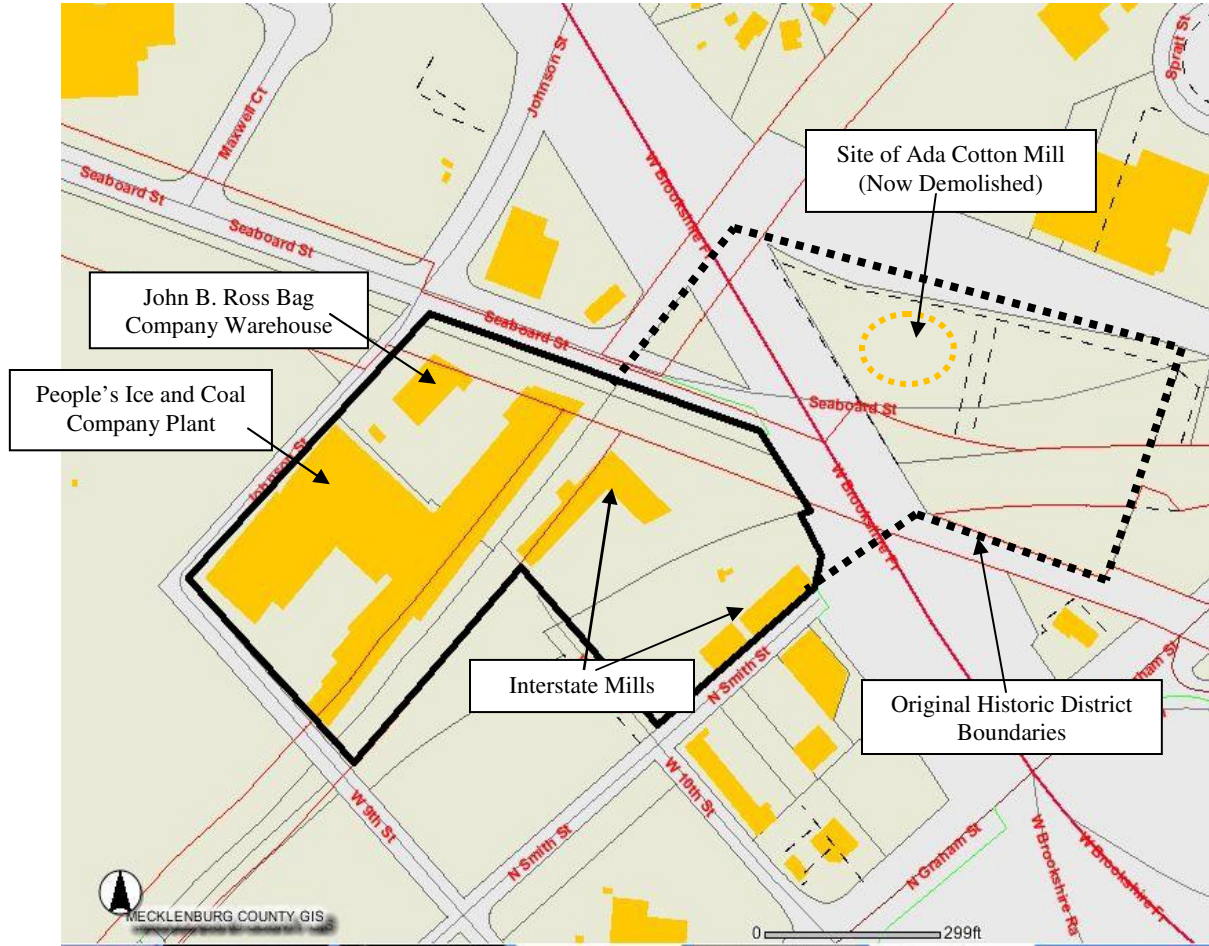 Johnson St
Spratt St
Maxwell Ct
Site of Ada Cotton Mill
(Now Demolished)
W Brookshire Fr
Seaboard St
Seaboard St
John B. Ross Bag
Company Warehouse
Seaboard St
People's Ice and Coal
Company Plant
Seaboard St
Johnson St
W Brookshire Fr
Interstate Mills
N Smith St
Original Historic District
Boundaries
W 10th St
W 9th St
N Smith St
N Graham St
W Brookshire Ra
W Brookshire Fr
MECKLENBURG COUNTY GIS
0 299ft